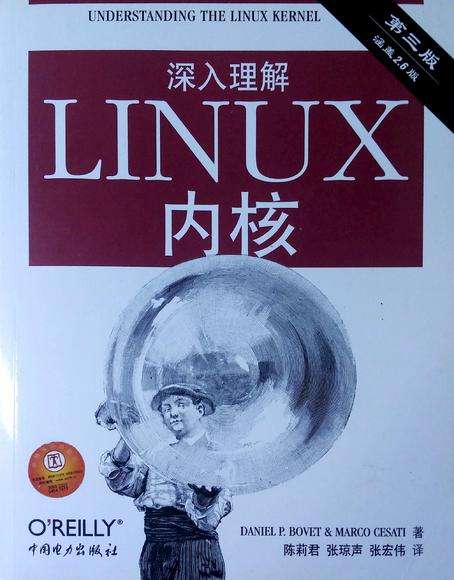 UNDERSTANDING THE LINUX KERNEL
第三版
涵盖2.6版
深入理解
LINUX
内核
O'REILLY®
中国电力出版社
DANIEL P. BOVET & MARCO CESATI 著
陈莉君 张琼声 张宏伟 译